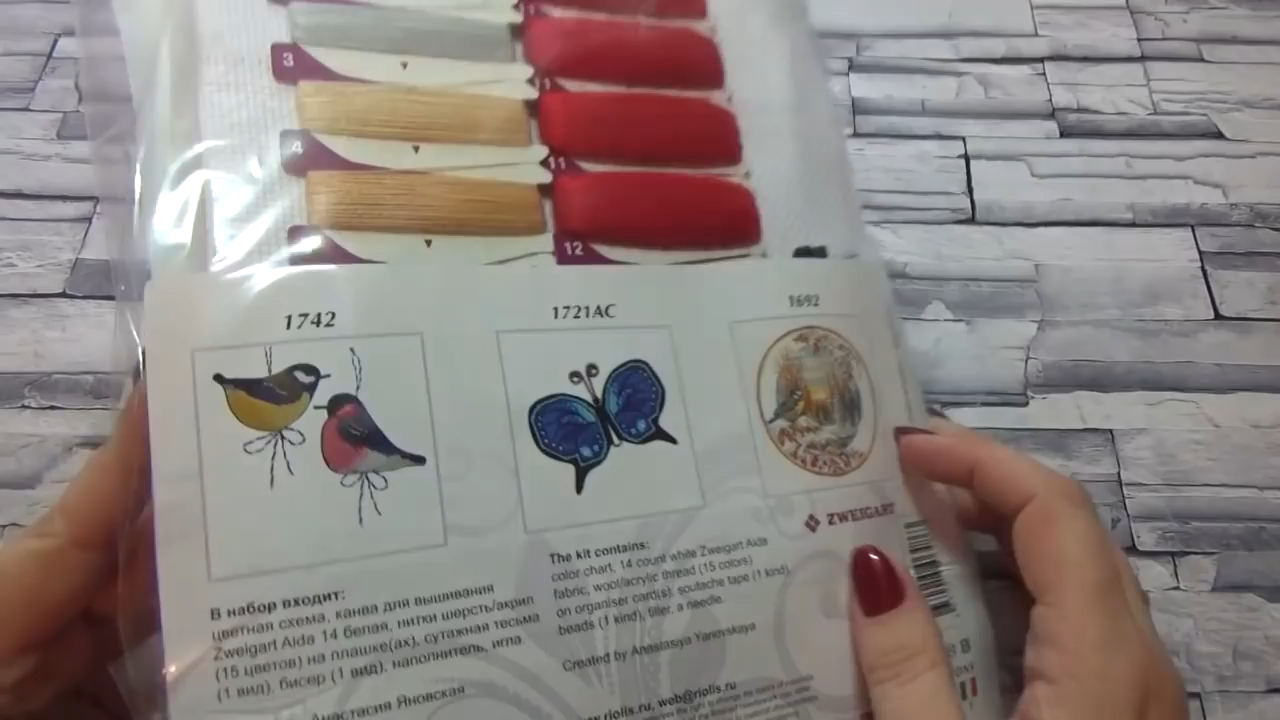 3
4
11
12
1742
1721AC
1692
ZWEIGART
В набор входит:
цветная схема, канва для вышивания
Zweigart Aida 14 белая, нитки шерсть/акрил
(15 цветов) на плашке(ах), сутажная тесьма
(1 вид), бисер (1 вид), наполнитель, игла.
Анастасия Яновская
The kit contains:
color chart, 14 count white Zweigart Aida
fabric, wool/acrylic thread (15 colors)
on organiser card(s), soutache tape (1 kind),
beads (1 kind), filler, a needle.
Created by Anastasiya Yanovskaya
riolis.ru, web@riolis.ru